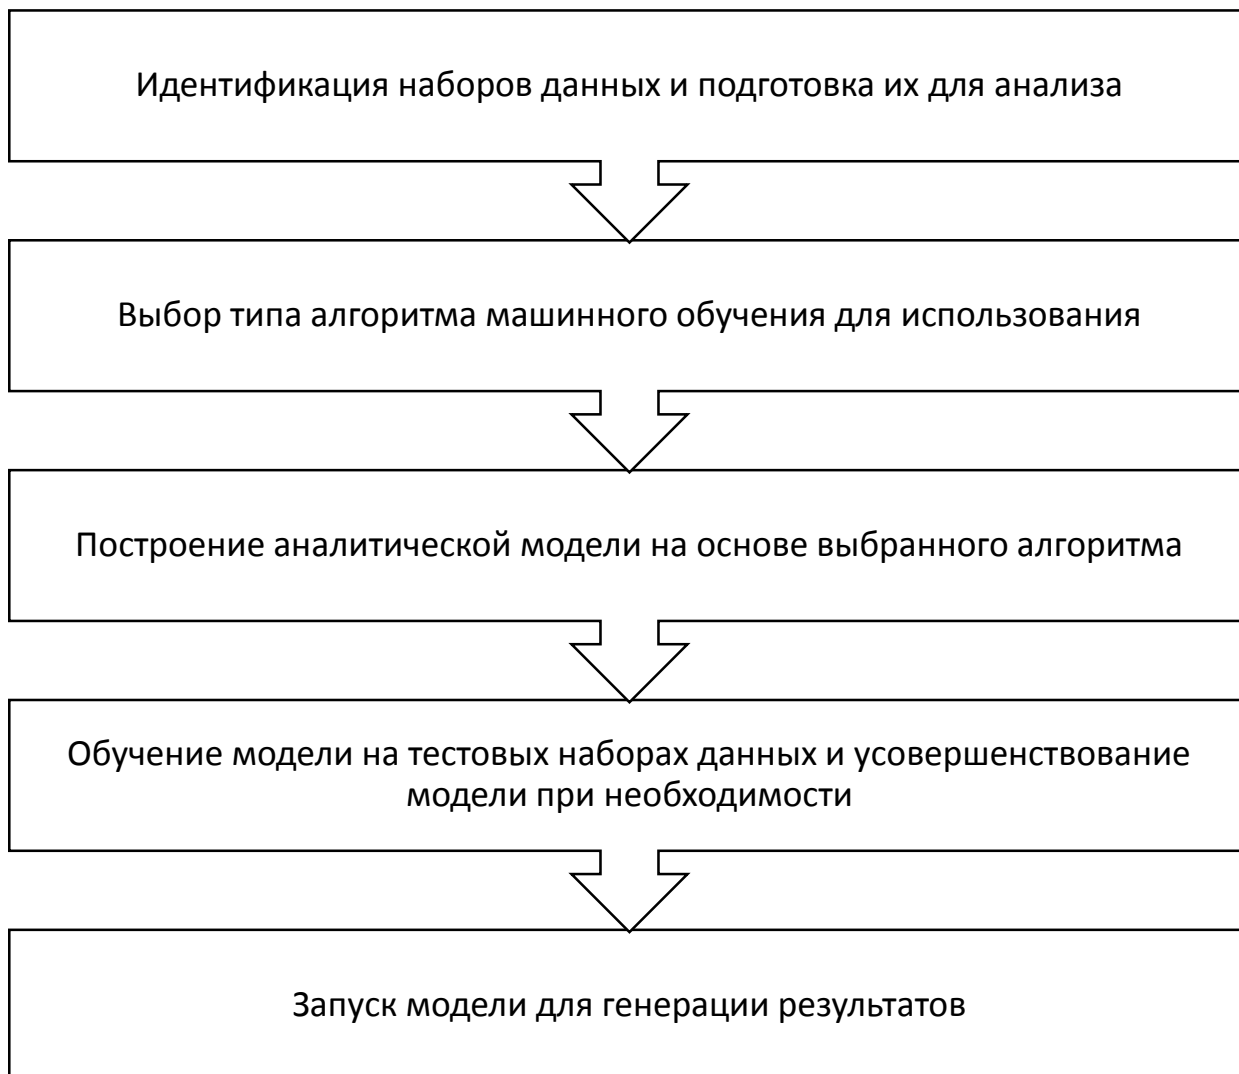 Идентификация наборов данных и подготовка их для анализа
Выбор типа алгоритма машинного обучения для использования
Построение аналитической модели на основе выбранного алгоритма
Обучение модели на тестовых наборах данных и усовершенствование
модели при необходимости
Запуск модели для генерации результатов